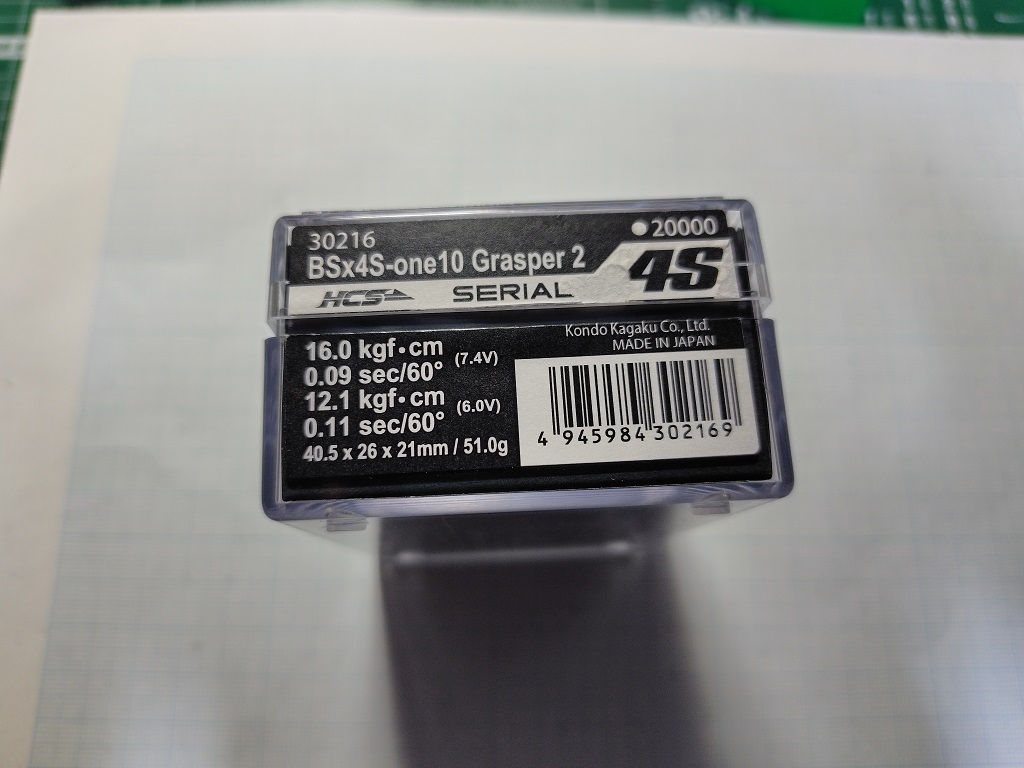 30216
●20000
BSx4S-one10 Grasper 2
HCS SERIAL
4S
Kondo Kagaku Co., Ltd.
MADE IN JAPAN
16.0 kgf・cm
0.09 sec/60° (7.4V)
12.1 kgf・cm
0.11 sec/60° (6.0V)
40.5 x 26 x 21mm / 51.0g
4 945984 302169